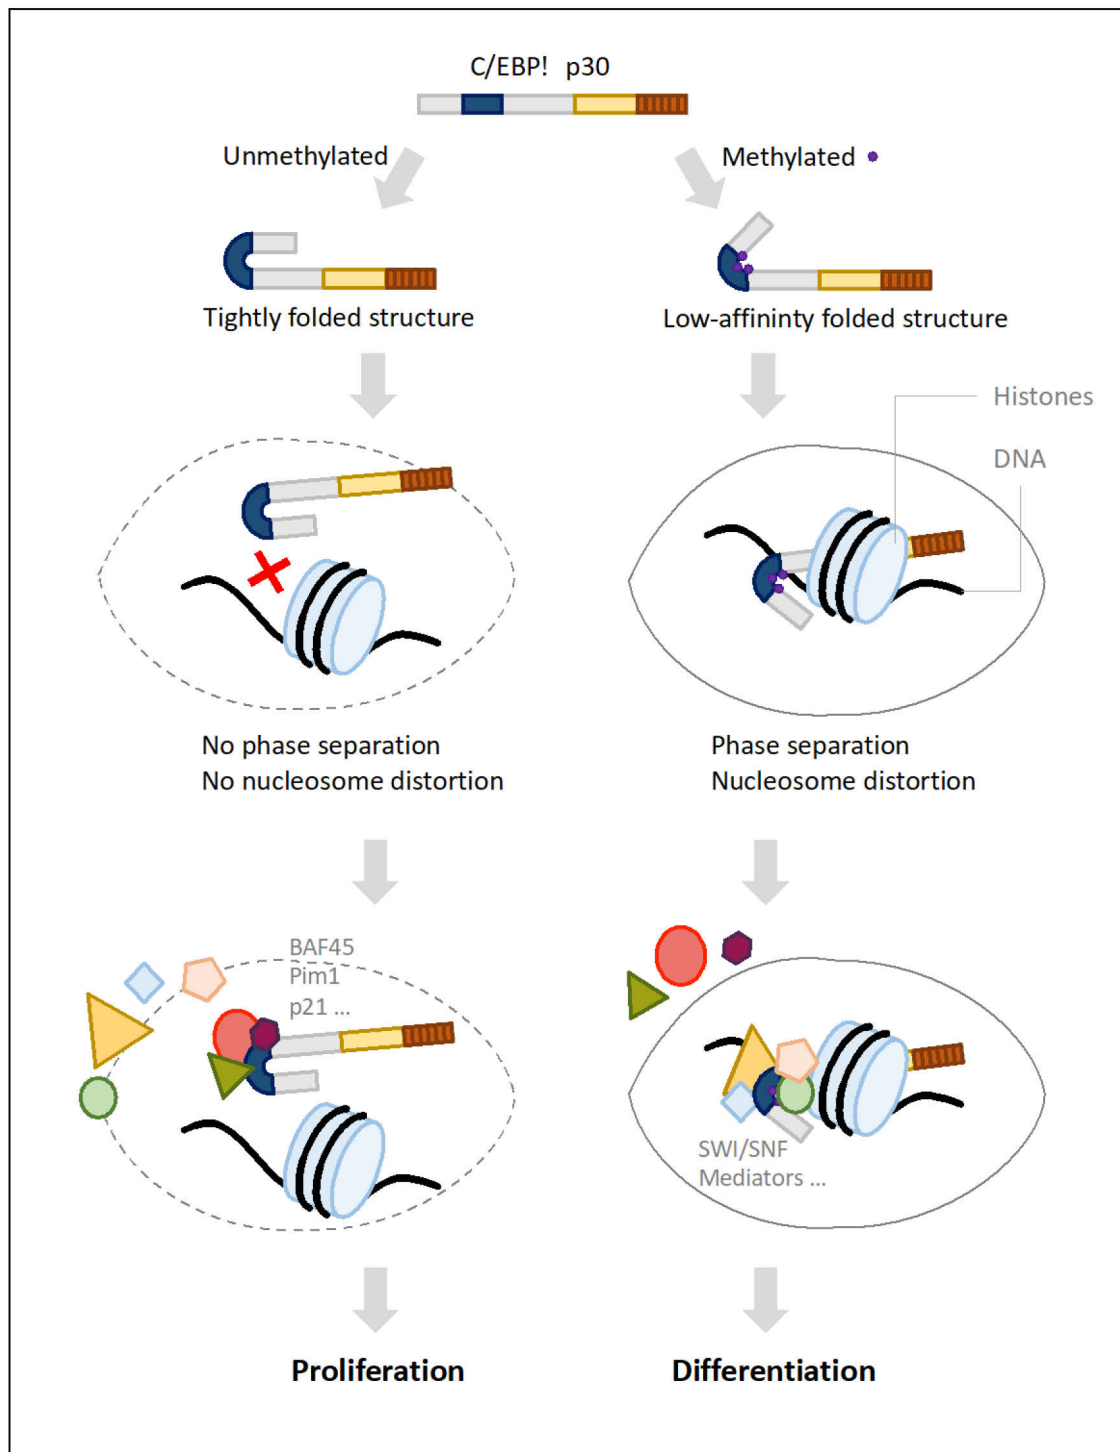 C/EBP! p30
Unmethylated
Methylated
Tightly folded structure
Low-affininty folded structure
Histones
DNA
No phase separation
No nucleosome distortion
Phase separation
Nucleosome distortion
BAF45
Pim1
p21 ...
SWI/SNF
Mediators ...
Proliferation
Differentiation